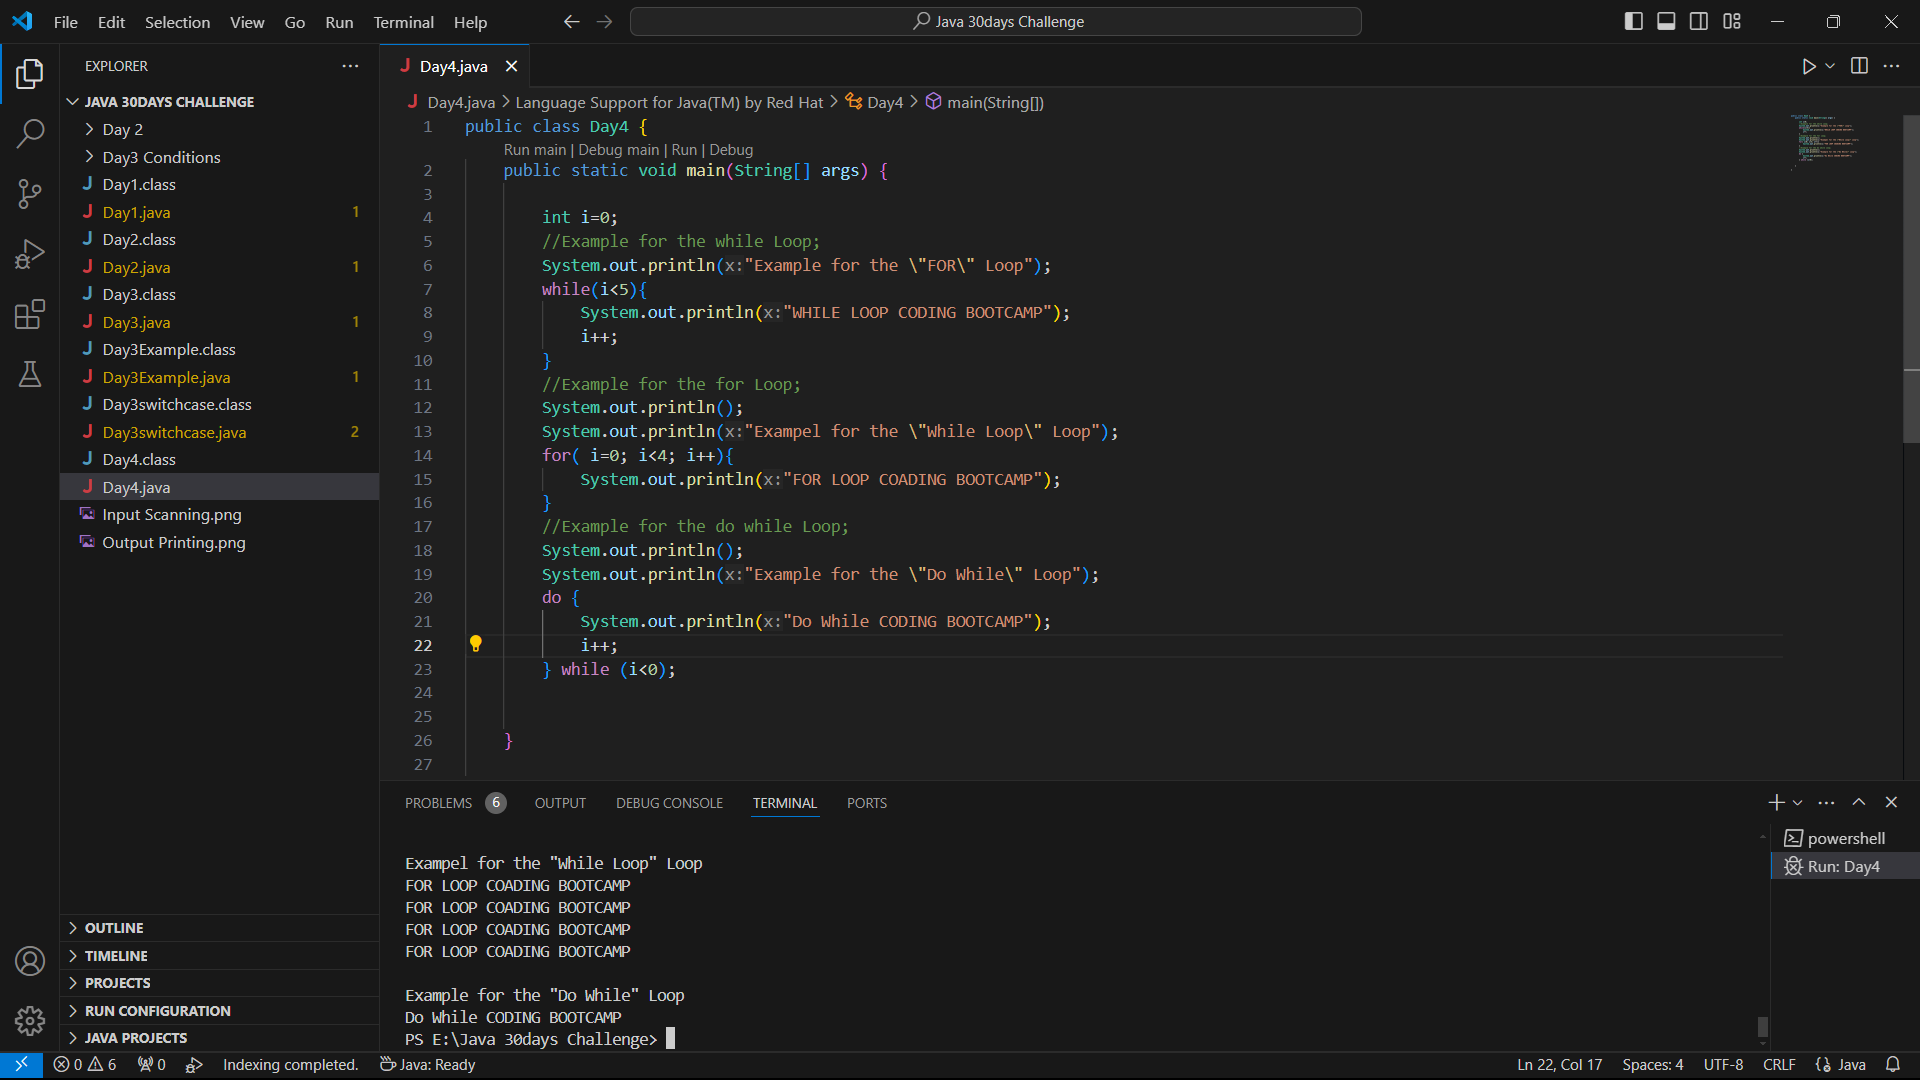 File Edit Selection View Go Run Terminal Help
Java 30days Challenge
EXPLORER
JAVA 30DAYS CHALLENGE
Day 2
Day3 Conditions
J Day1.class
J Day1.java 1
J Day2.class
J Day2.java 1
J Day3.class
J Day3.java 1
J Day3Example.class
J Day3Example.java 1
J Day3switchcase.class
J Day3switchcase.java 2
J Day4.class
J Day4.java
Input Scanning.png
Output Printing.png
OUTLINE
TIMELINE
PROJECTS
RUN CONFIGURATION
JAVA PROJECTS
J Day4.java
J Day4.java > Language Support for Java(TM) by Red Hat > Day4 > main(String[])
1 public class Day4 {
Run main | Debug main | Run | Debug
2 public static void main(String[] args) {
3
4 int i=0;
5 //Example for the while Loop;
6 System.out.println(x:"Example for the \"FOR\" Loop");
7 while(i<5){
8 System.out.println(x:"WHILE LOOP CODING BOOTCAMP");
9 i++;
10 }
11 //Example for the for Loop;
12 System.out.println();
13 System.out.println(x:"Exampel for the \"While Loop\" Loop");
14 for( i=0; i<4; i++){
15 System.out.println(x:"FOR LOOP COADING BOOTCAMP");
16 }
17 //Example for the do while Loop;
18 System.out.println();
19 System.out.println(x:"Example for the \"Do While\" Loop");
20 do {
21 System.out.println(x:"Do While CODING BOOTCAMP");
22 i++;
23 } while (i<0);
24
25
26 }
27
PROBLEMS 6 OUTPUT DEBUG CONSOLE TERMINAL PORTS
Exampel for the "While Loop" Loop
FOR LOOP COADING BOOTCAMP
FOR LOOP COADING BOOTCAMP
FOR LOOP COADING BOOTCAMP
FOR LOOP COADING BOOTCAMP
Example for the "Do While" Loop
Do While CODING BOOTCAMP
PS E:\Java 30days Challenge>
powershell
Run: Day4
0 6 0 Indexing completed. Java: Ready
Ln 22, Col 17 Spaces: 4 UTF-8 CRLF Java